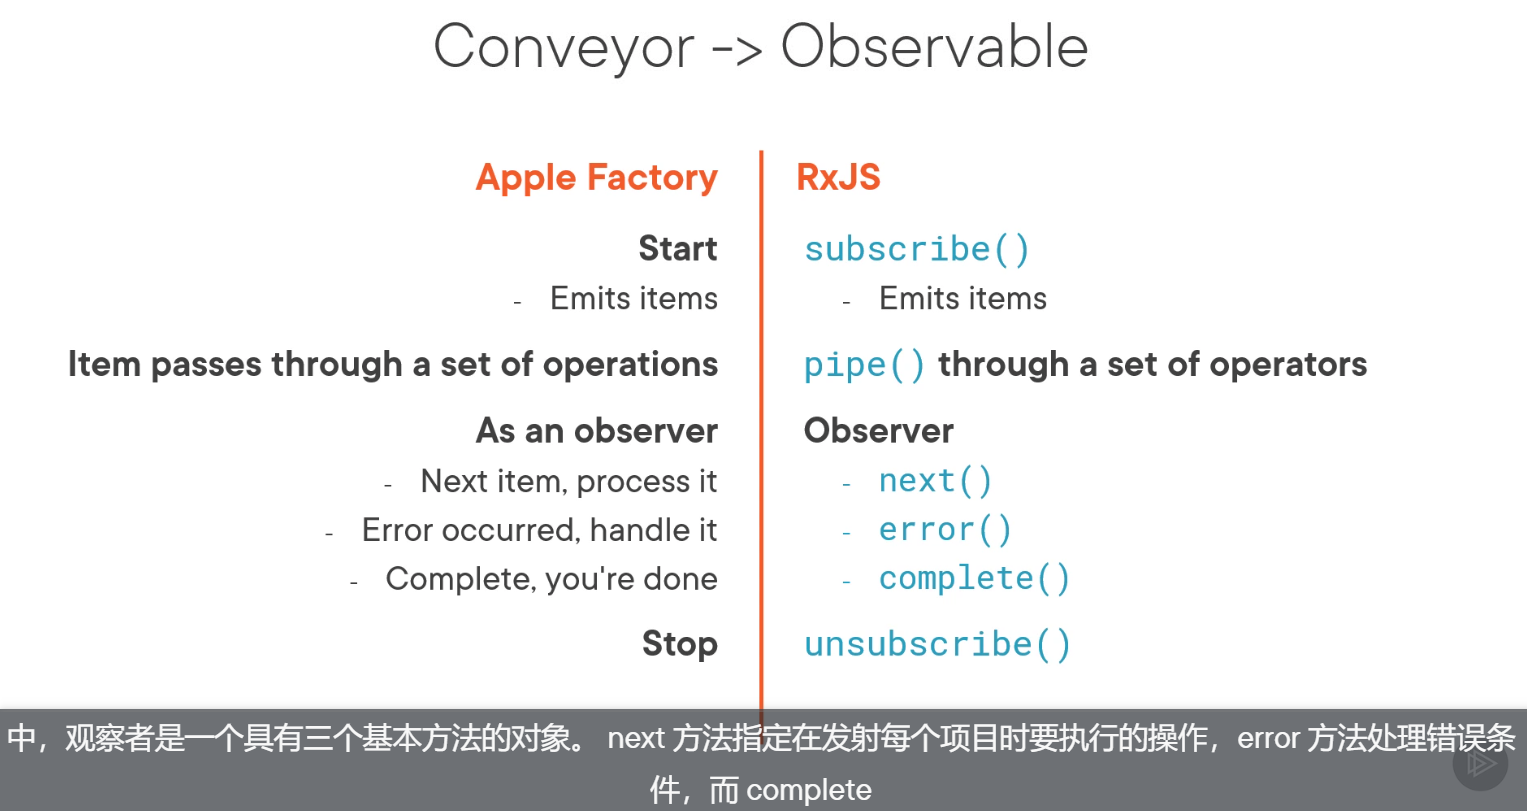 Conveyor -> Observable
Apple Factory
Start
- Emits items
Item passes through a set of operations
As an observer
- Next item, process it
- Error occurred, handle it
- Complete, you're done
Stop
RxJS
subscribe()
- Emits items
pipe() through a set of operators
Observer
- next()
- error()
- complete()
unsubscribe()
中，观察者是一个具有三个基本方法的对象。 next 方法指定在发射每个项目时要执行的操作，error 方法处理错误条
件，而 complete